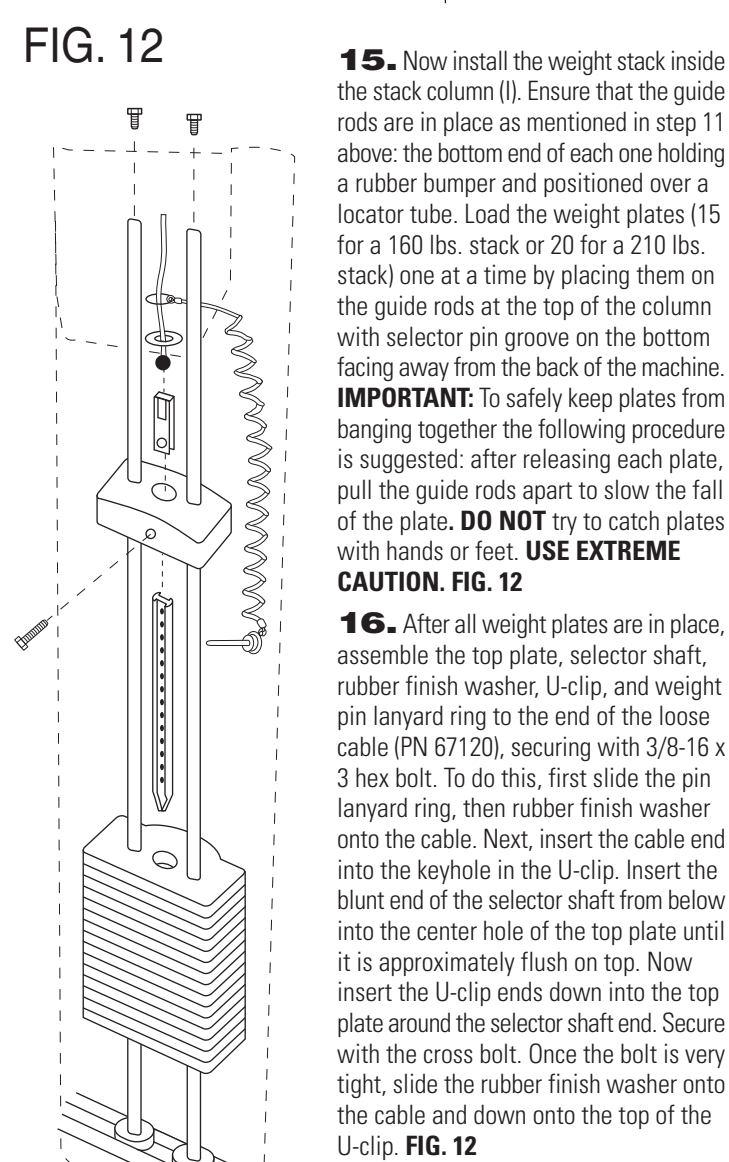 FIG. 12
15. Now install the weight stack inside
the stack column (I). Ensure that the guide
rods are in place as mentioned in step 11
above: the bottom end of each one holding
a rubber bumper and positioned over a
locator tube. Load the weight plates (15
for a 160 lbs. stack or 20 for a 210 lbs.
stack) one at a time by placing them on
the guide rods at the top of the column
with selector pin groove on the bottom
facing away from the back of the machine.
IMPORTANT: To safely keep plates from
banging together the following procedure
is suggested: after releasing each plate,
pull the guide rods apart to slow the fall
of the plate. DO NOT try to catch plates
with hands or feet. USE EXTREME
CAUTION. FIG. 12
16. After all weight plates are in place,
assemble the top plate, selector shaft,
rubber finish washer, U-clip, and weight
pin lanyard ring to the end of the loose
cable (PN 67120), securing with 3/8-16 x
3 hex bolt. To do this, first slide the pin
lanyard ring, then rubber finish washer
onto the cable. Next, insert the cable end
into the keyhole in the U-clip. Insert the
blunt end of the selector shaft from below
into the center hole of the top plate until
it is approximately flush on top. Now
insert the U-clip ends down into the top
plate around the selector shaft end. Secure
with the cross bolt. Once the bolt is very
tight, slide the rubber finish washer onto
the cable and down onto the top of the
U-clip. FIG. 12